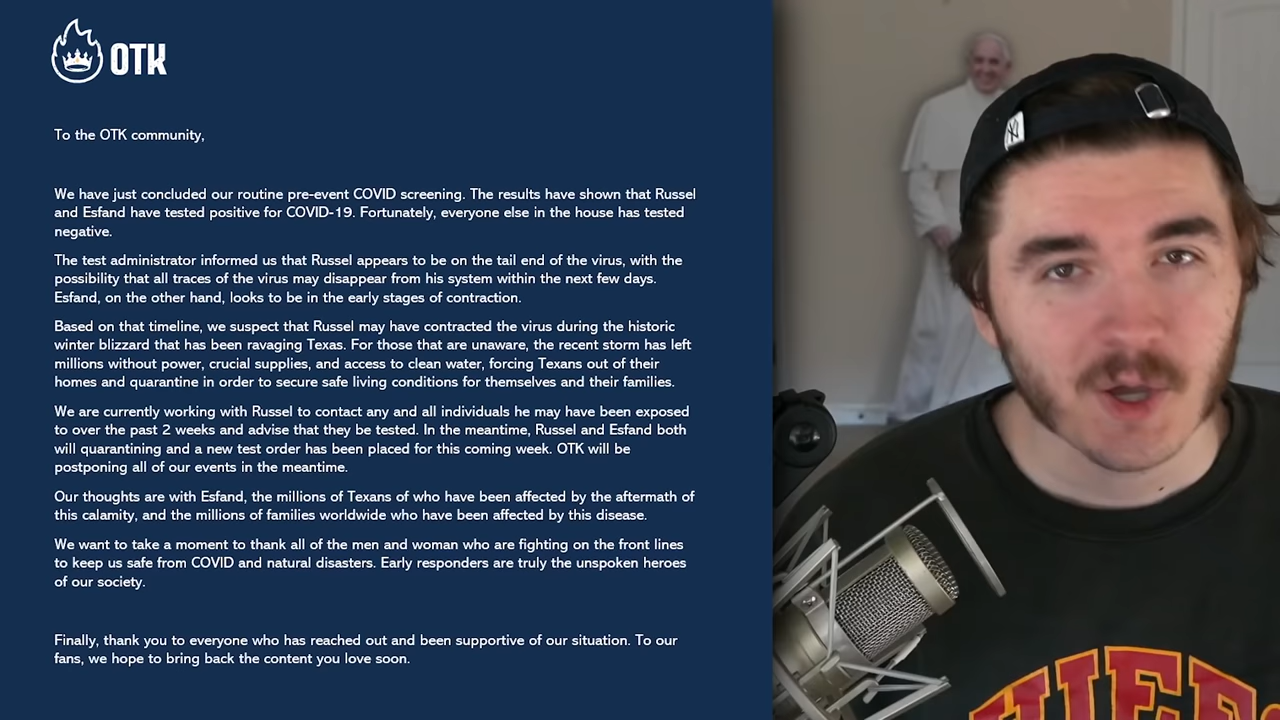 OTK
To the OTK community,
We have just concluded our routine pre-event COVID screening. The results have shown that Russel
and Esfand have tested positive for COVID-19. Fortunately, everyone else in the house has tested
negative.
The test administrator informed us that Russel appears to be on the tail end of the virus, with the
possibility that all traces of the virus may disappear from his system within the next few days.
Esfand, on the other hand, looks to be in the early stages of contraction.
Based on that timeline, we suspect that Russel may have contracted the virus during the historic
winter blizzard that has been ravaging Texas. For those that are unaware, the recent storm has left
millions without power, crucial supplies, and access to clean water, forcing Texans out of their
homes and quarantine in order to secure safe living conditions for themselves and their families.
We are currently working with Russel to contact any and all individuals he may have been exposed
to over the past 2 weeks and advise that they be tested. In the meantime, Russel and Esfand both
will quarantining and a new test order has been placed for this coming week. OTK will be
postponing all of our events in the meantime.
Our thoughts are with Esfand, the millions of Texans of who have been affected by the aftermath of
this calamity, and the millions of families worldwide who have been affected by this disease.
We want to take a moment to thank all of the men and woman who are fighting on the front lines
to keep us safe from COVID and natural disasters. Early responders are truly the unspoken heroes
of our society.
Finally, thank you to everyone who has reached out and been supportive of our situation. To our
fans, we hope to bring back the content you love soon.